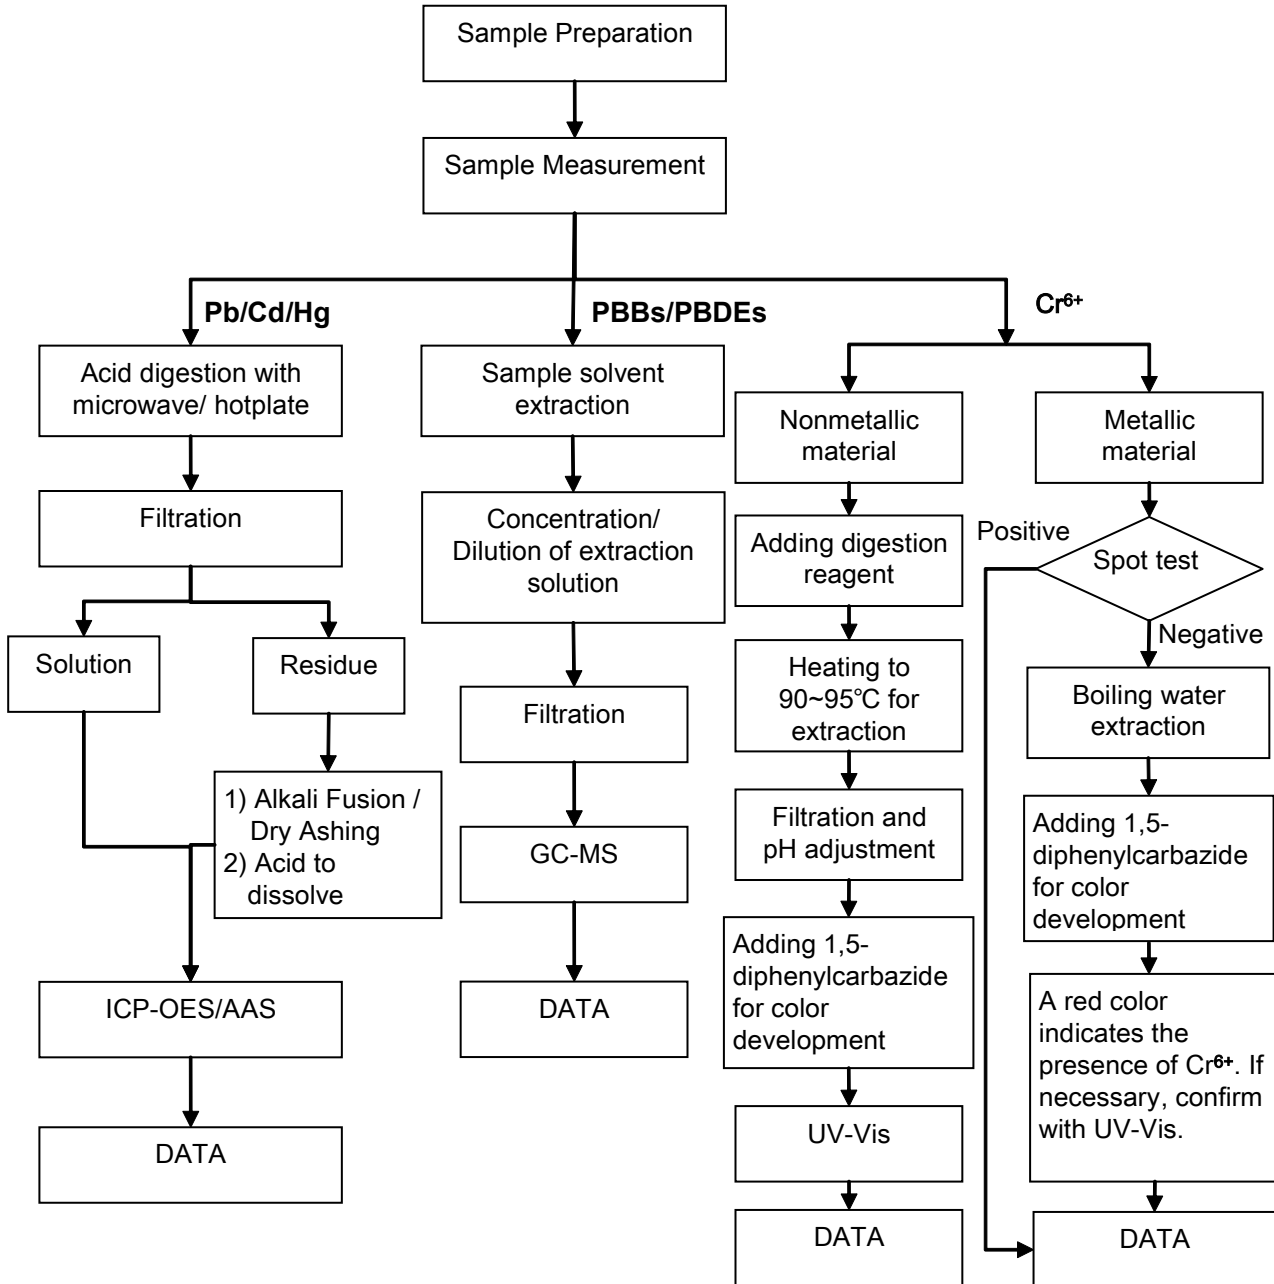 Sample Preparation
Sample Measurement
Pb/Cd/Hg
Acid digestion with
microwave/ hotplate
Filtration
Solution
Residue
1) Alkali Fusion /
Dry Ashing
2) Acid to
dissolve
ICP-OES/AAS
DATA
PBBs/PBDEs
Sample solvent
extraction
Concentration/
Dilution of extraction
solution
Filtration
GC-MS
DATA
Cr⁶⁺
Nonmetallic
material
Adding digestion
reagent
Heating to
90~95℃ for
extraction
Filtration and
pH adjustment
Adding 1,5-
diphenylcarbazide
for color
development
UV-Vis
DATA
Metallic
material
Spot test
Positive
Negative
Boiling water
extraction
Adding 1,5-
diphenylcarbazide
for color
development
A red color
indicates the
presence of Cr⁶⁺. If
necessary, confirm
with UV-Vis.
DATA